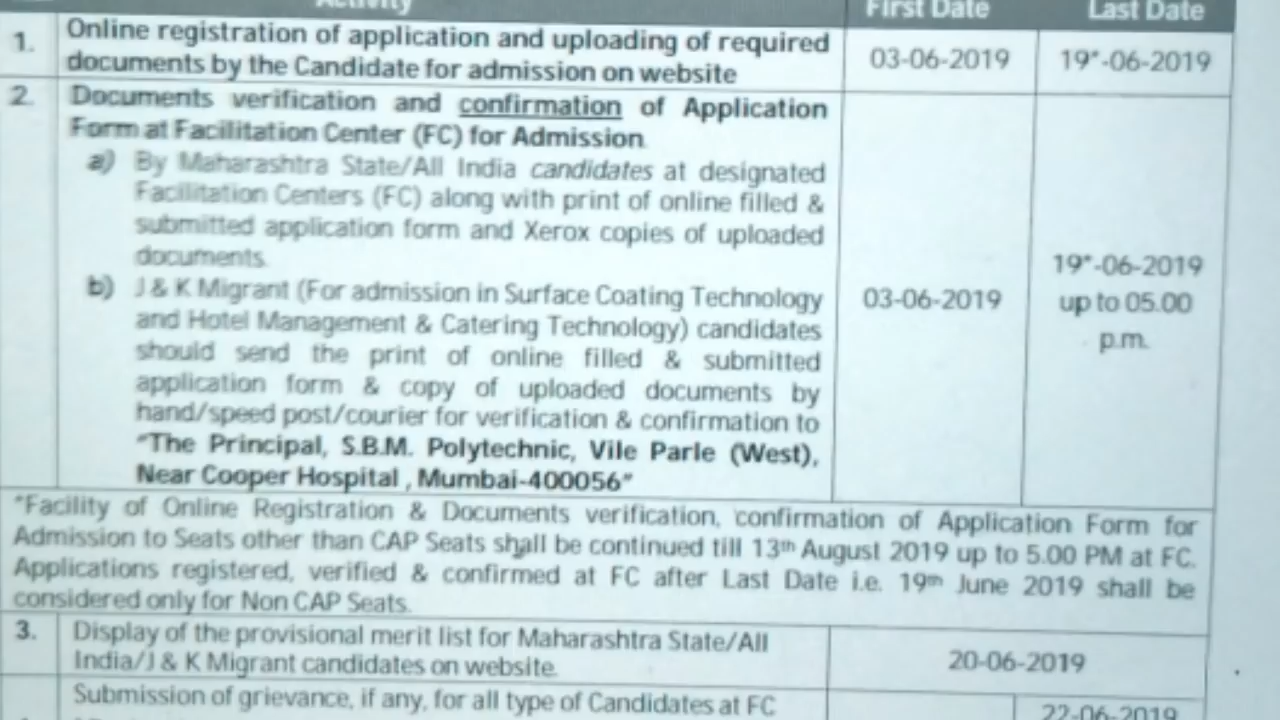 Activity First Date Last Date
1. Online registration of application and uploading of required
documents by the Candidate for admission on website 03-06-2019 19*-06-2019
2. Documents verification and confirmation of Application
Form at Facilitation Center (FC) for Admission
a) By Maharashtra State/All India candidates at designated
Facilitation Centers (FC) along with print of online filled &
submitted application form and Xerox copies of uploaded
documents.
b) J & K Migrant (For admission in Surface Coating Technology
and Hotel Management & Catering Technology) candidates
should send the print of online filled & submitted
application form & copy of uploaded documents by
hand/speed post/courier for verification & confirmation to
"The Principal, S.B.M. Polytechnic, Vile Parle (West),
Near Cooper Hospital , Mumbai-400056"
03-06-2019
19*-06-2019
up to 05.00
p.m.
*Facility of Online Registration & Documents verification, confirmation of Application Form for
Admission to Seats other than CAP Seats shall be continued till 13th August 2019 up to 5.00 PM at FC.
Applications registered, verified & confirmed at FC after Last Date i.e. 19th June 2019 shall be
considered only for Non CAP Seats.
3. Display of the provisional merit list for Maharashtra State/All
India/J & K Migrant candidates on website. 20-06-2019
Submission of grievance, if any, for all type of Candidates at FC
22-06-2019